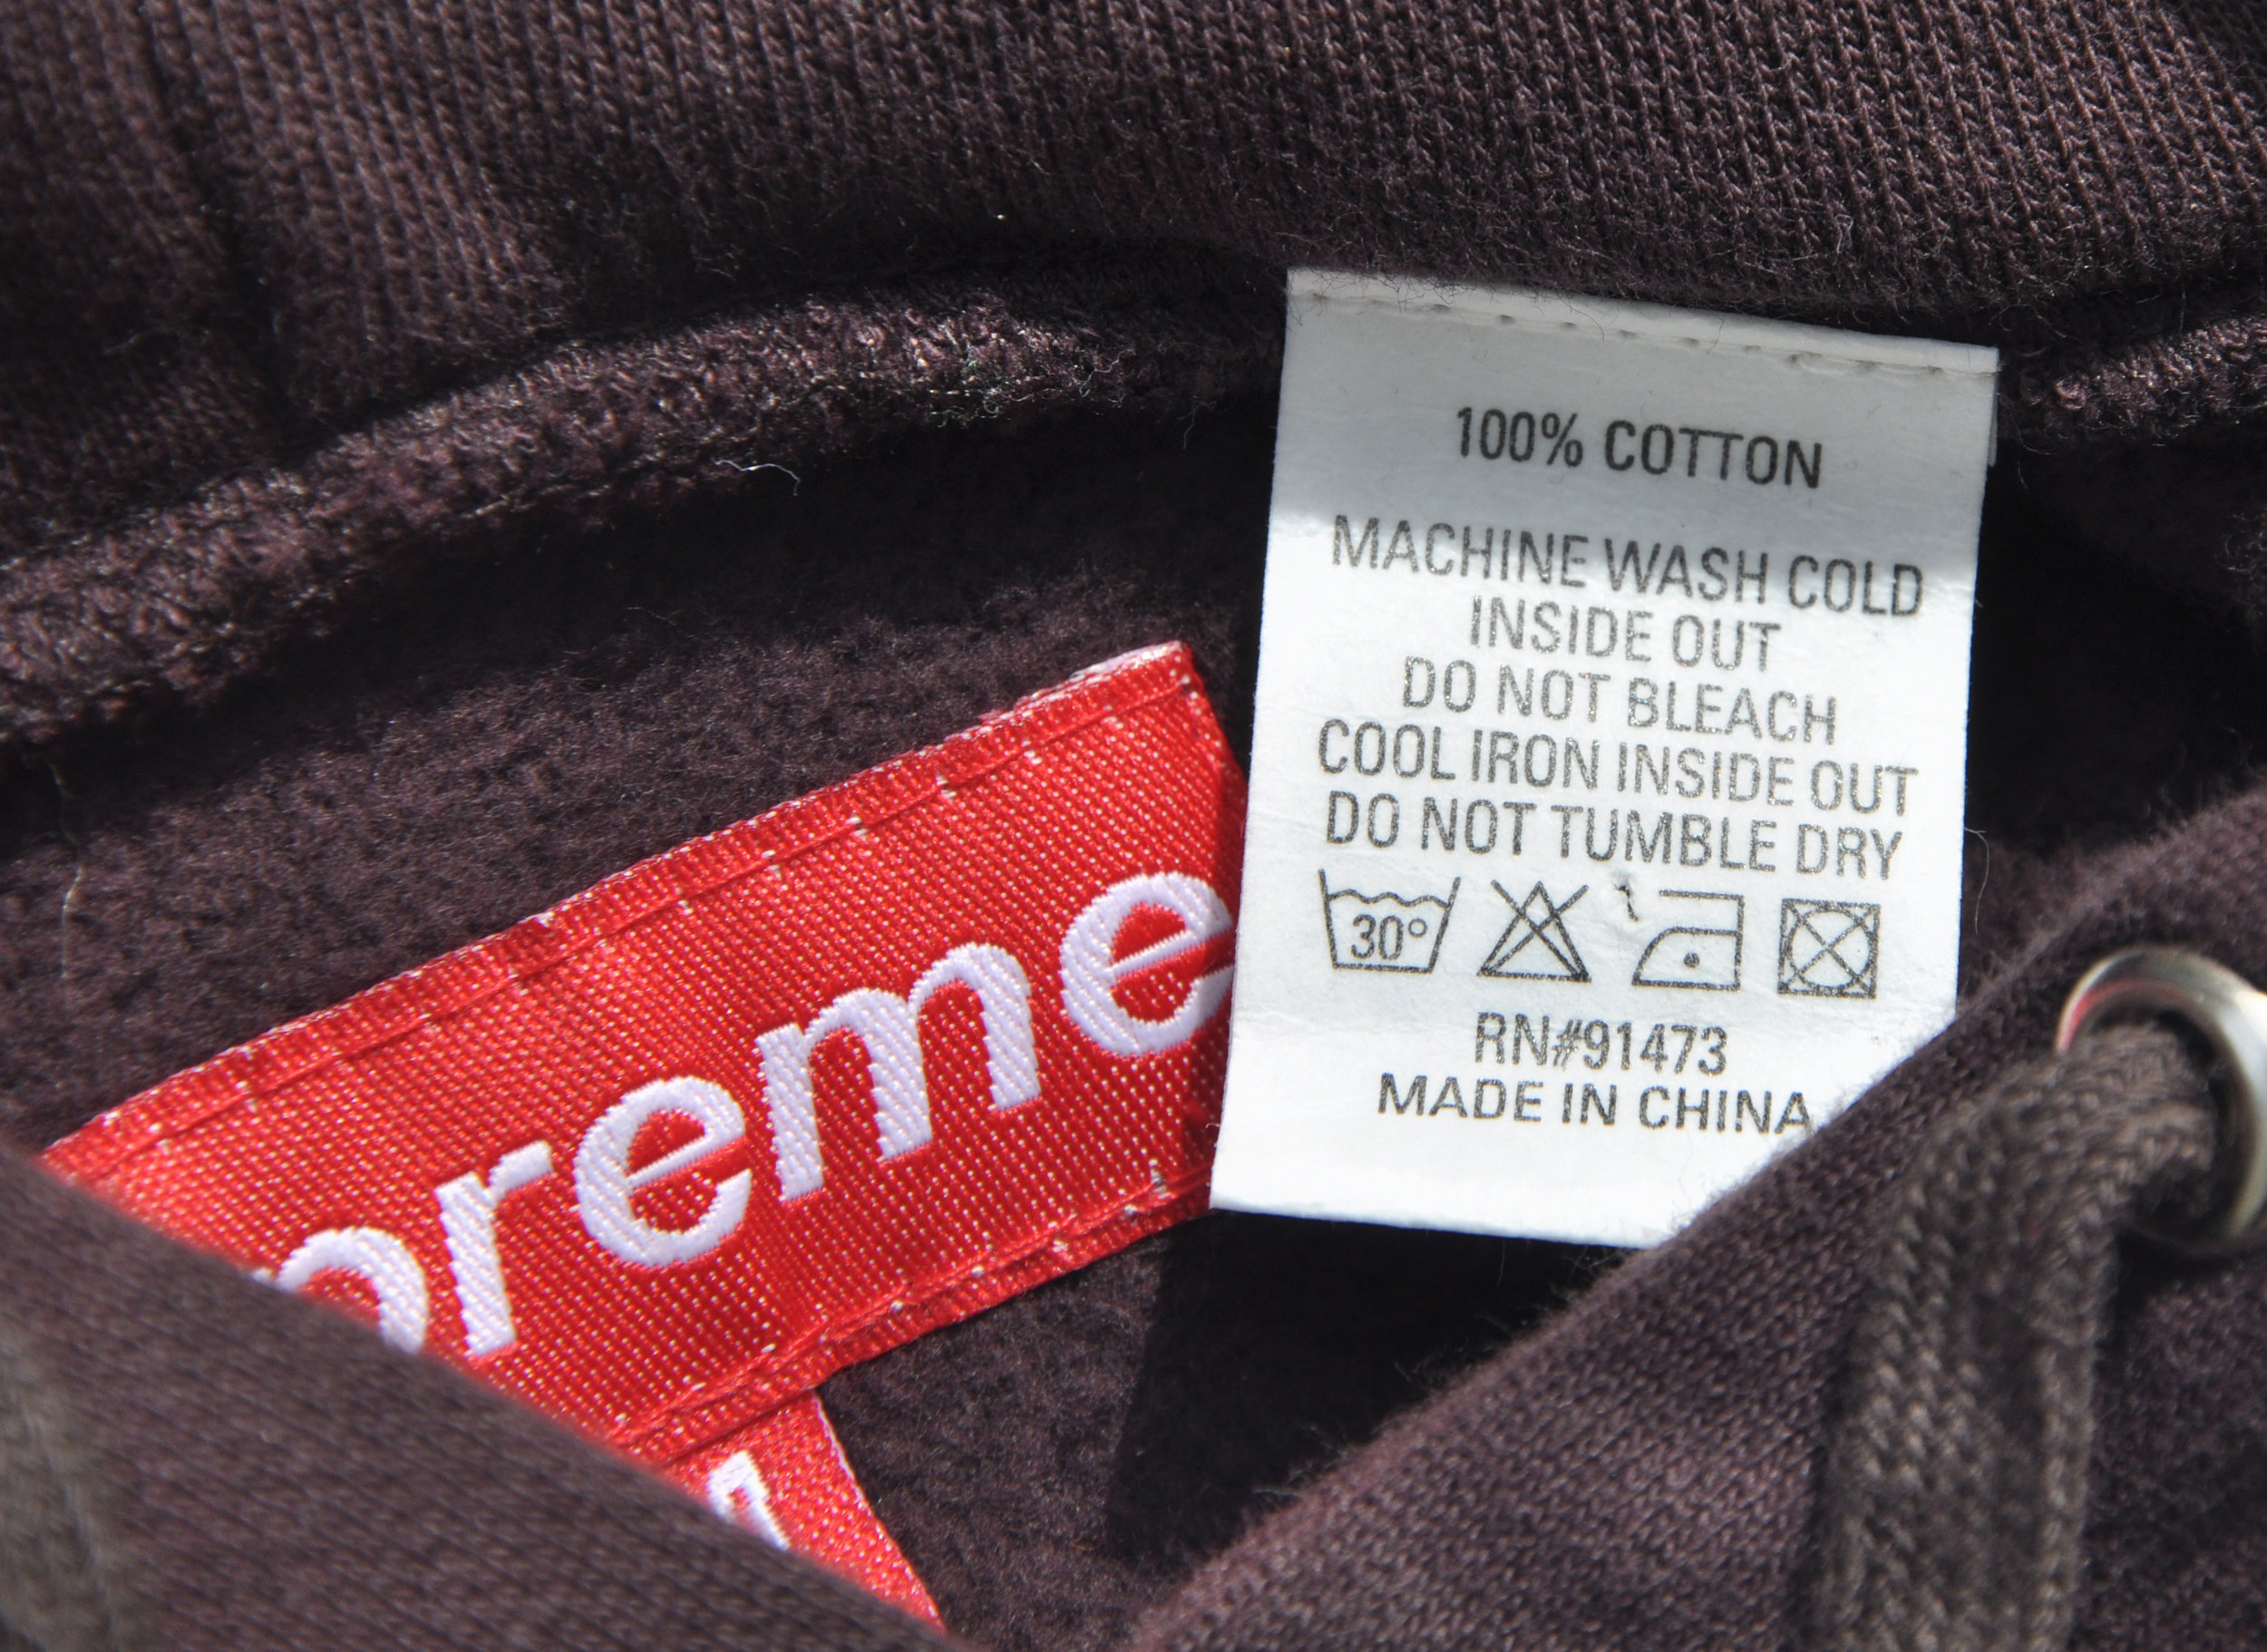 100% COTTON
MACHINE WASH COLD
INSIDE OUT
DO NOT BLEACH
COOL IRON INSIDE OUT
DO NOT TUMBLE DRY
30°
RN#91473
MADE IN CHINA
preme